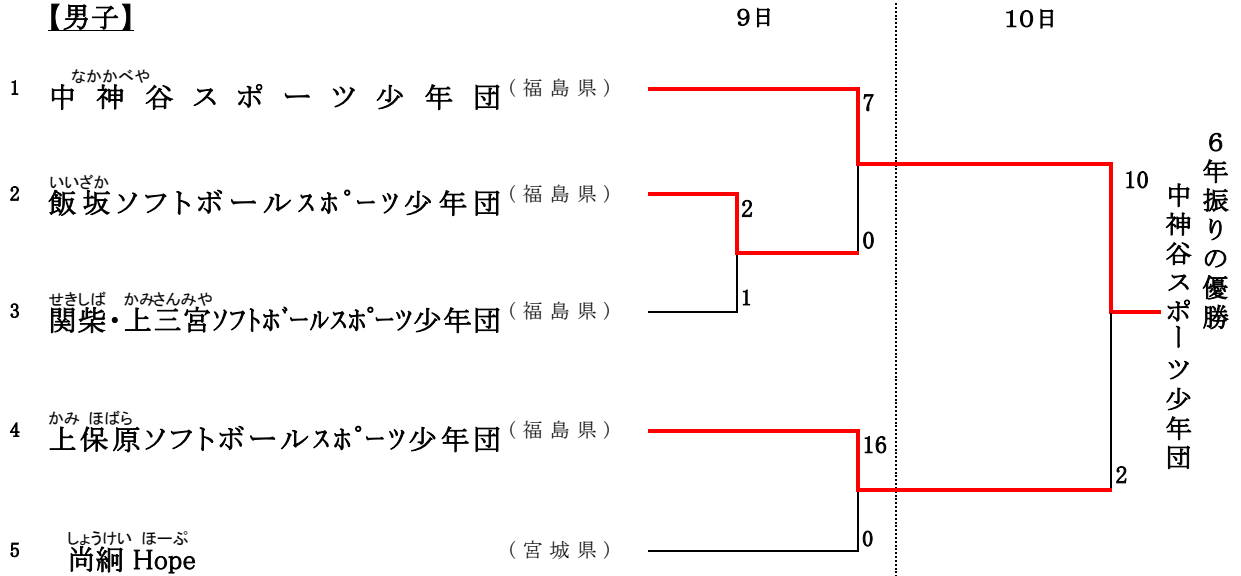 【男子】
9日
10日
なかかべや
1 中神谷スポーツ少年団 (福島県)
7
いいざか
2 飯坂ソフトボールスポーツ少年団 (福島県)
2
0
せきしば かみさんみや
3 関柴・上三宮ソフトボールスポーツ少年団 (福島県)
1
かみ ほばら
4 上保原ソフトボールスポーツ少年団 (福島県)
16
しょうけい ほーぷ
5 尚絅 Hope (宮城県)
0
10
2
6年振りの優勝
中神谷スポーツ少年団